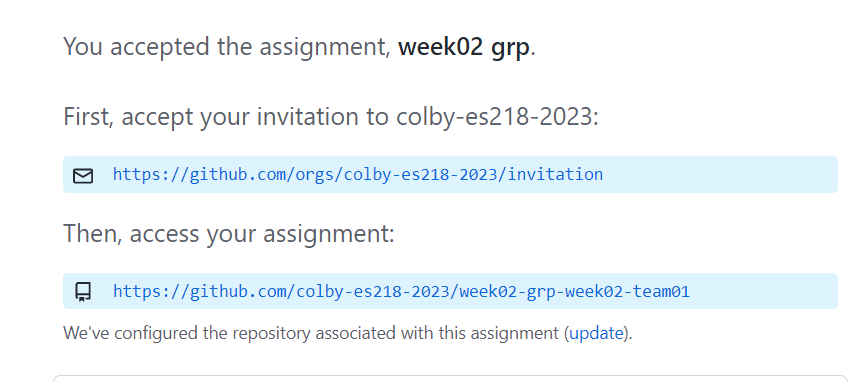 You accepted the assignment, week02 grp.
First, accept your invitation to colby-es218-2023:
https://github.com/orgs/colby-es218-2023/invitation
Then, access your assignment:
https://github.com/colby-es218-2023/week02-grp-week02-team01
We've configured the repository associated with this assignment (update).